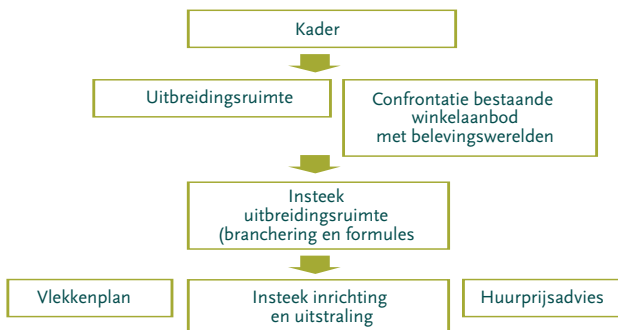 Kader
Uitbreidingsruimte
Confrontatie bestaande
winkelaanbod
met belevingswerelden
Insteek
uitbreidingsruimte
(branchering en formules
Vlekkenplan
Insteek inrichting
en uitstraling
Huurprijsadvies